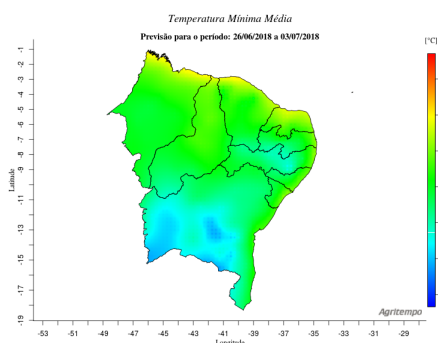 Temperatura Mínima Média
Previsão para o período: 26/06/2018 a 03/07/2018
[°C]
-1
-2
-3
-4
-5
-6
-7
-8
-9
-11
-13
-15
-17
-19
Latitude
Agritempo
-53 -51 -49 -47 -45 -43 -41 -39 -37 -35 -33 -31 -29
Longitude